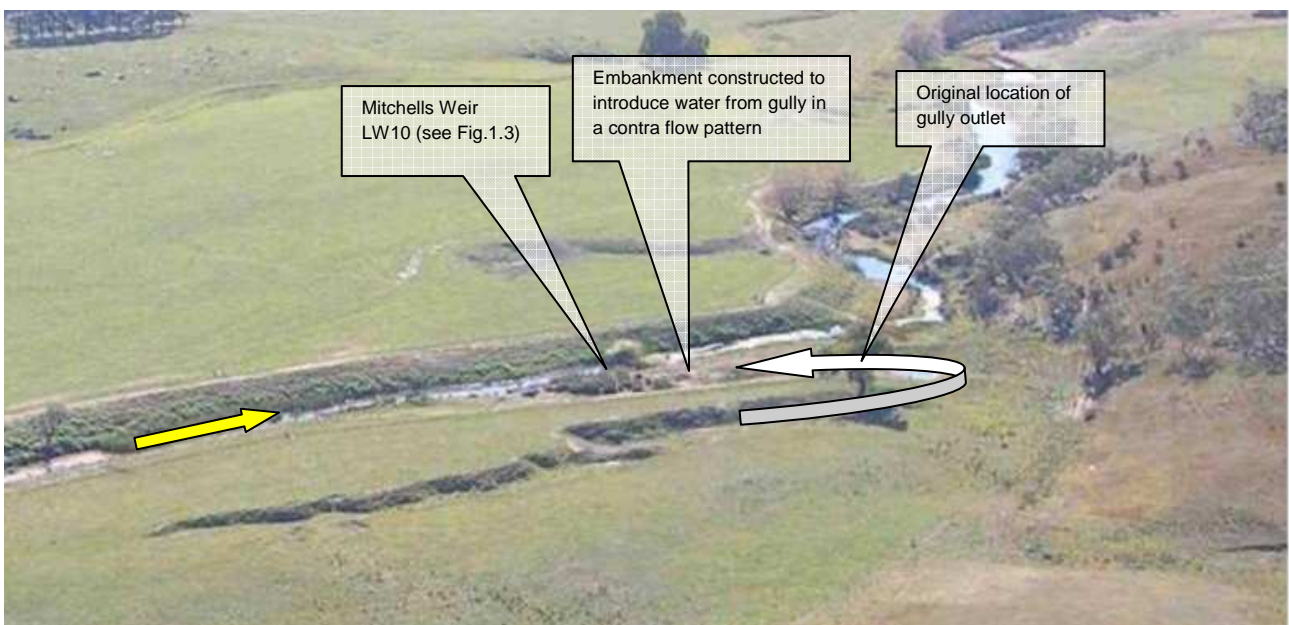 Mitchells Weir
LW10 (see Fig.1.3)
Embankment constructed to
introduce water from gully in
a contra flow pattern
Original location of
gully outlet